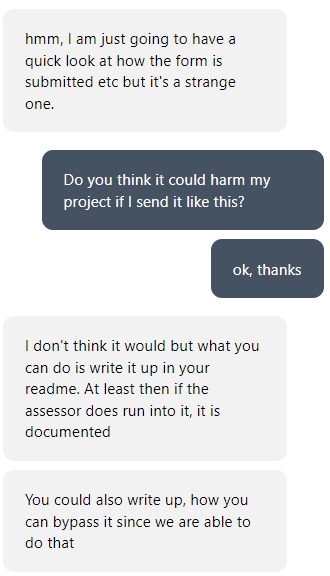 hmm, I am just going to have a
quick look at how the form is
submitted etc but it's a strange
one.
Do you think it could harm my
project if I send it like this?
ok, thanks
I don't think it would but what you
can do is write it up in your
readme. At least then if the
assessor does run into it, it is
documented
You could also write up, how you
can bypass it since we are able to
do that